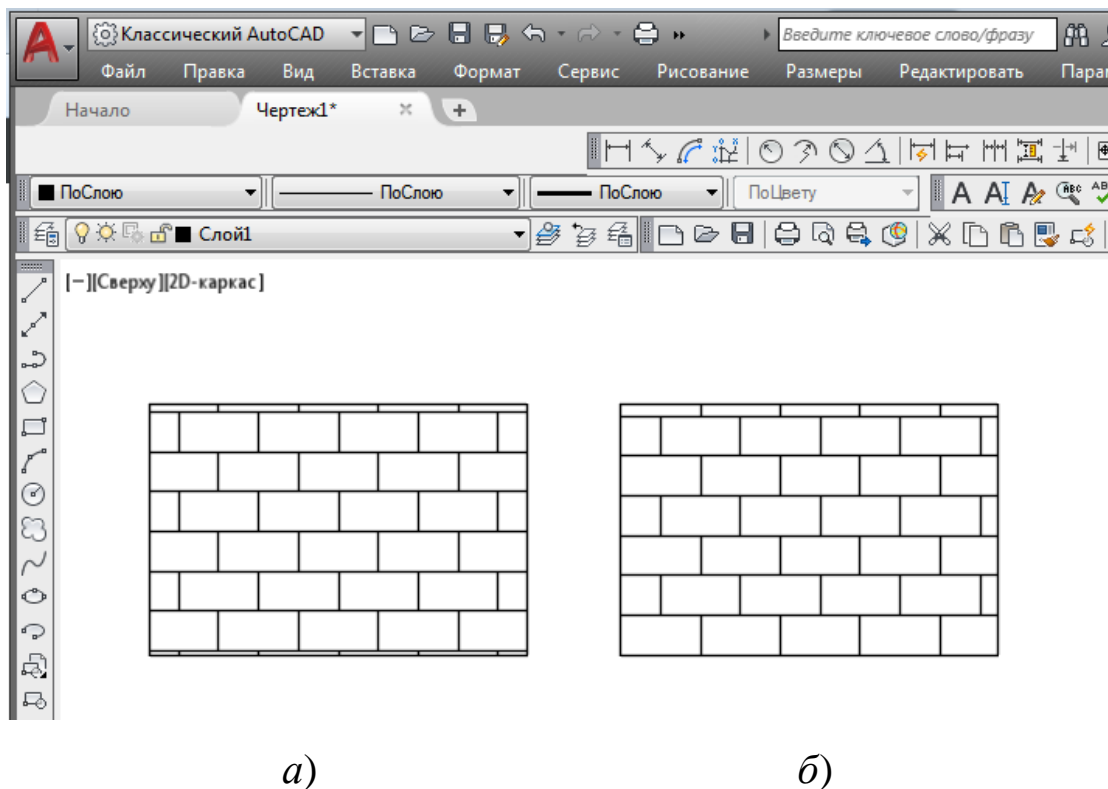 Классический AutoCAD Введите ключевое слово/фразу
Файл Правка Вид Вставка Формат Сервис Рисование Размеры Редактировать
Начало Чертеж1*
ПоСлою ПоСлою ПоСлою ПоЦвету
Слой1
[−][Сверху][2D-каркас]
а) б)